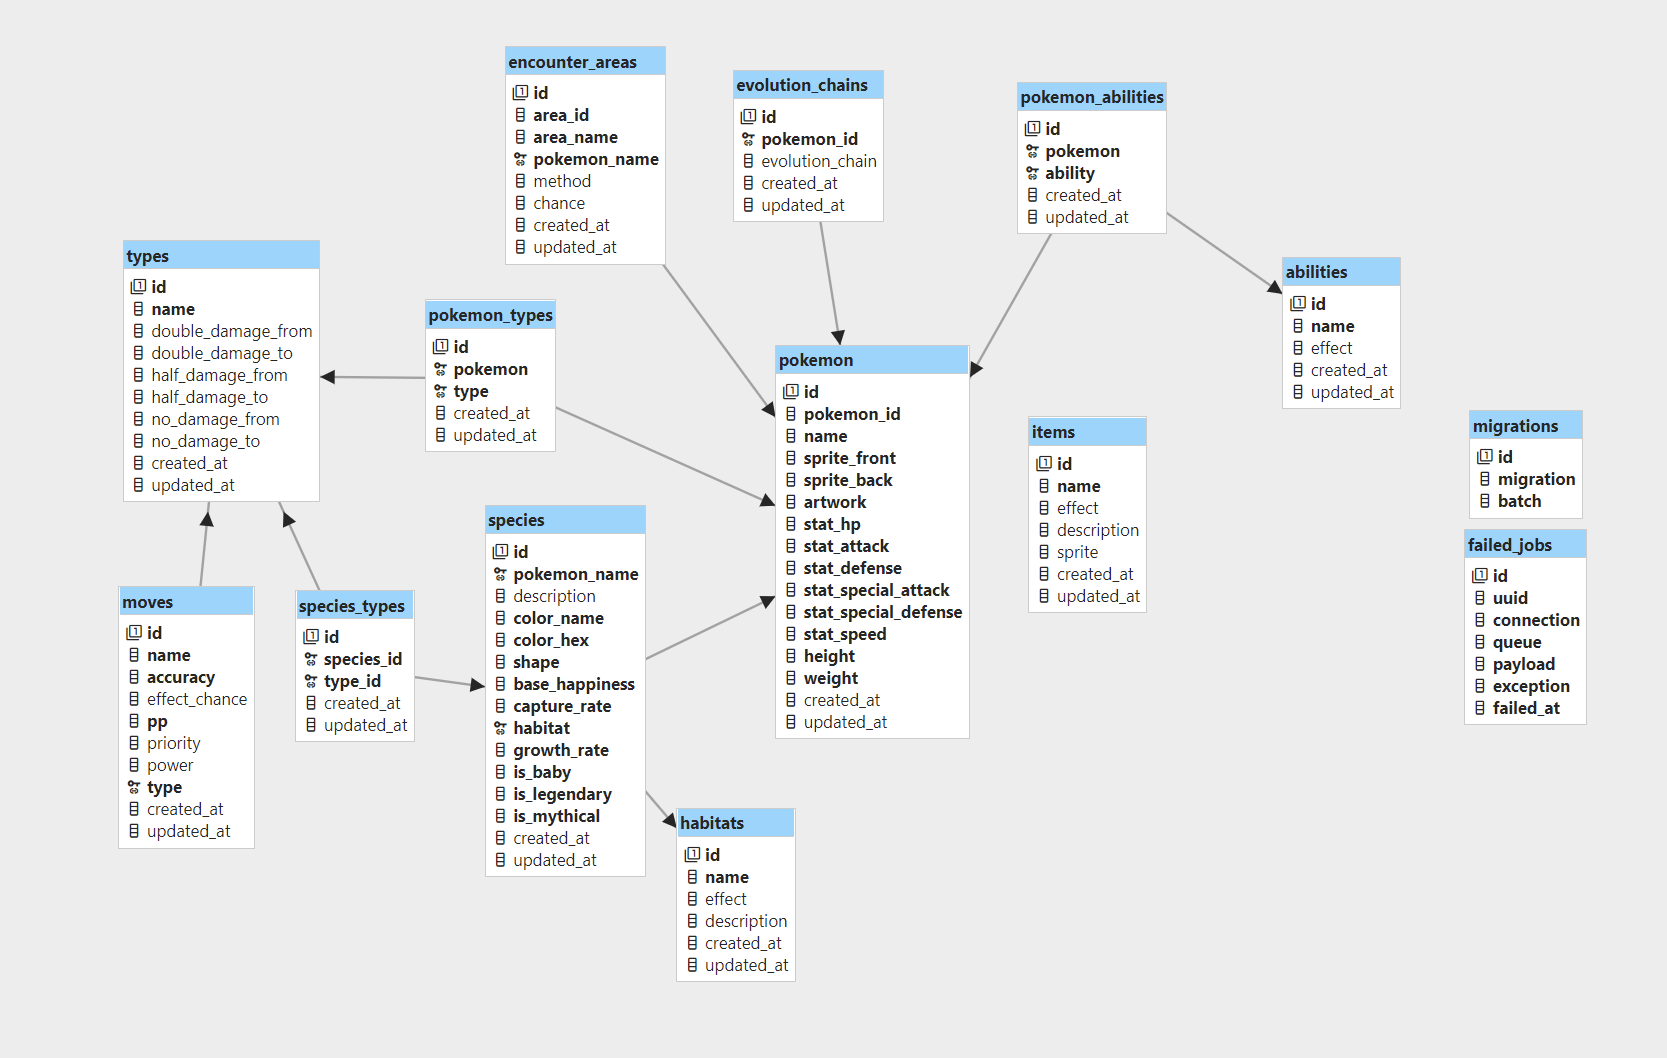 encounter_areas
id
area_id
area_name
pokemon_name
method
chance
created_at
updated_at
evolution_chains
id
pokemon_id
evolution_chain
created_at
updated_at
pokemon_abilities
id
pokemon
ability
created_at
updated_at
types
id
name
double_damage_from
double_damage_to
half_damage_from
half_damage_to
no_damage_from
no_damage_to
created_at
updated_at
pokemon_types
id
pokemon
type
created_at
updated_at
pokemon
id
pokemon_id
name
sprite_front
sprite_back
artwork
stat_hp
stat_attack
stat_defense
stat_special_attack
stat_special_defense
stat_speed
height
weight
created_at
updated_at
abilities
id
name
effect
created_at
updated_at
items
id
name
effect
description
sprite
created_at
updated_at
migrations
id
migration
batch
failed_jobs
id
uuid
connection
queue
payload
exception
failed_at
moves
id
name
accuracy
effect_chance
pp
priority
power
type
created_at
updated_at
species_types
id
species_id
type_id
created_at
updated_at
species
id
pokemon_name
description
color_name
color_hex
shape
base_happiness
capture_rate
habitat
growth_rate
is_baby
is_legendary
is_mythical
created_at
updated_at
habitats
id
name
effect
description
created_at
updated_at